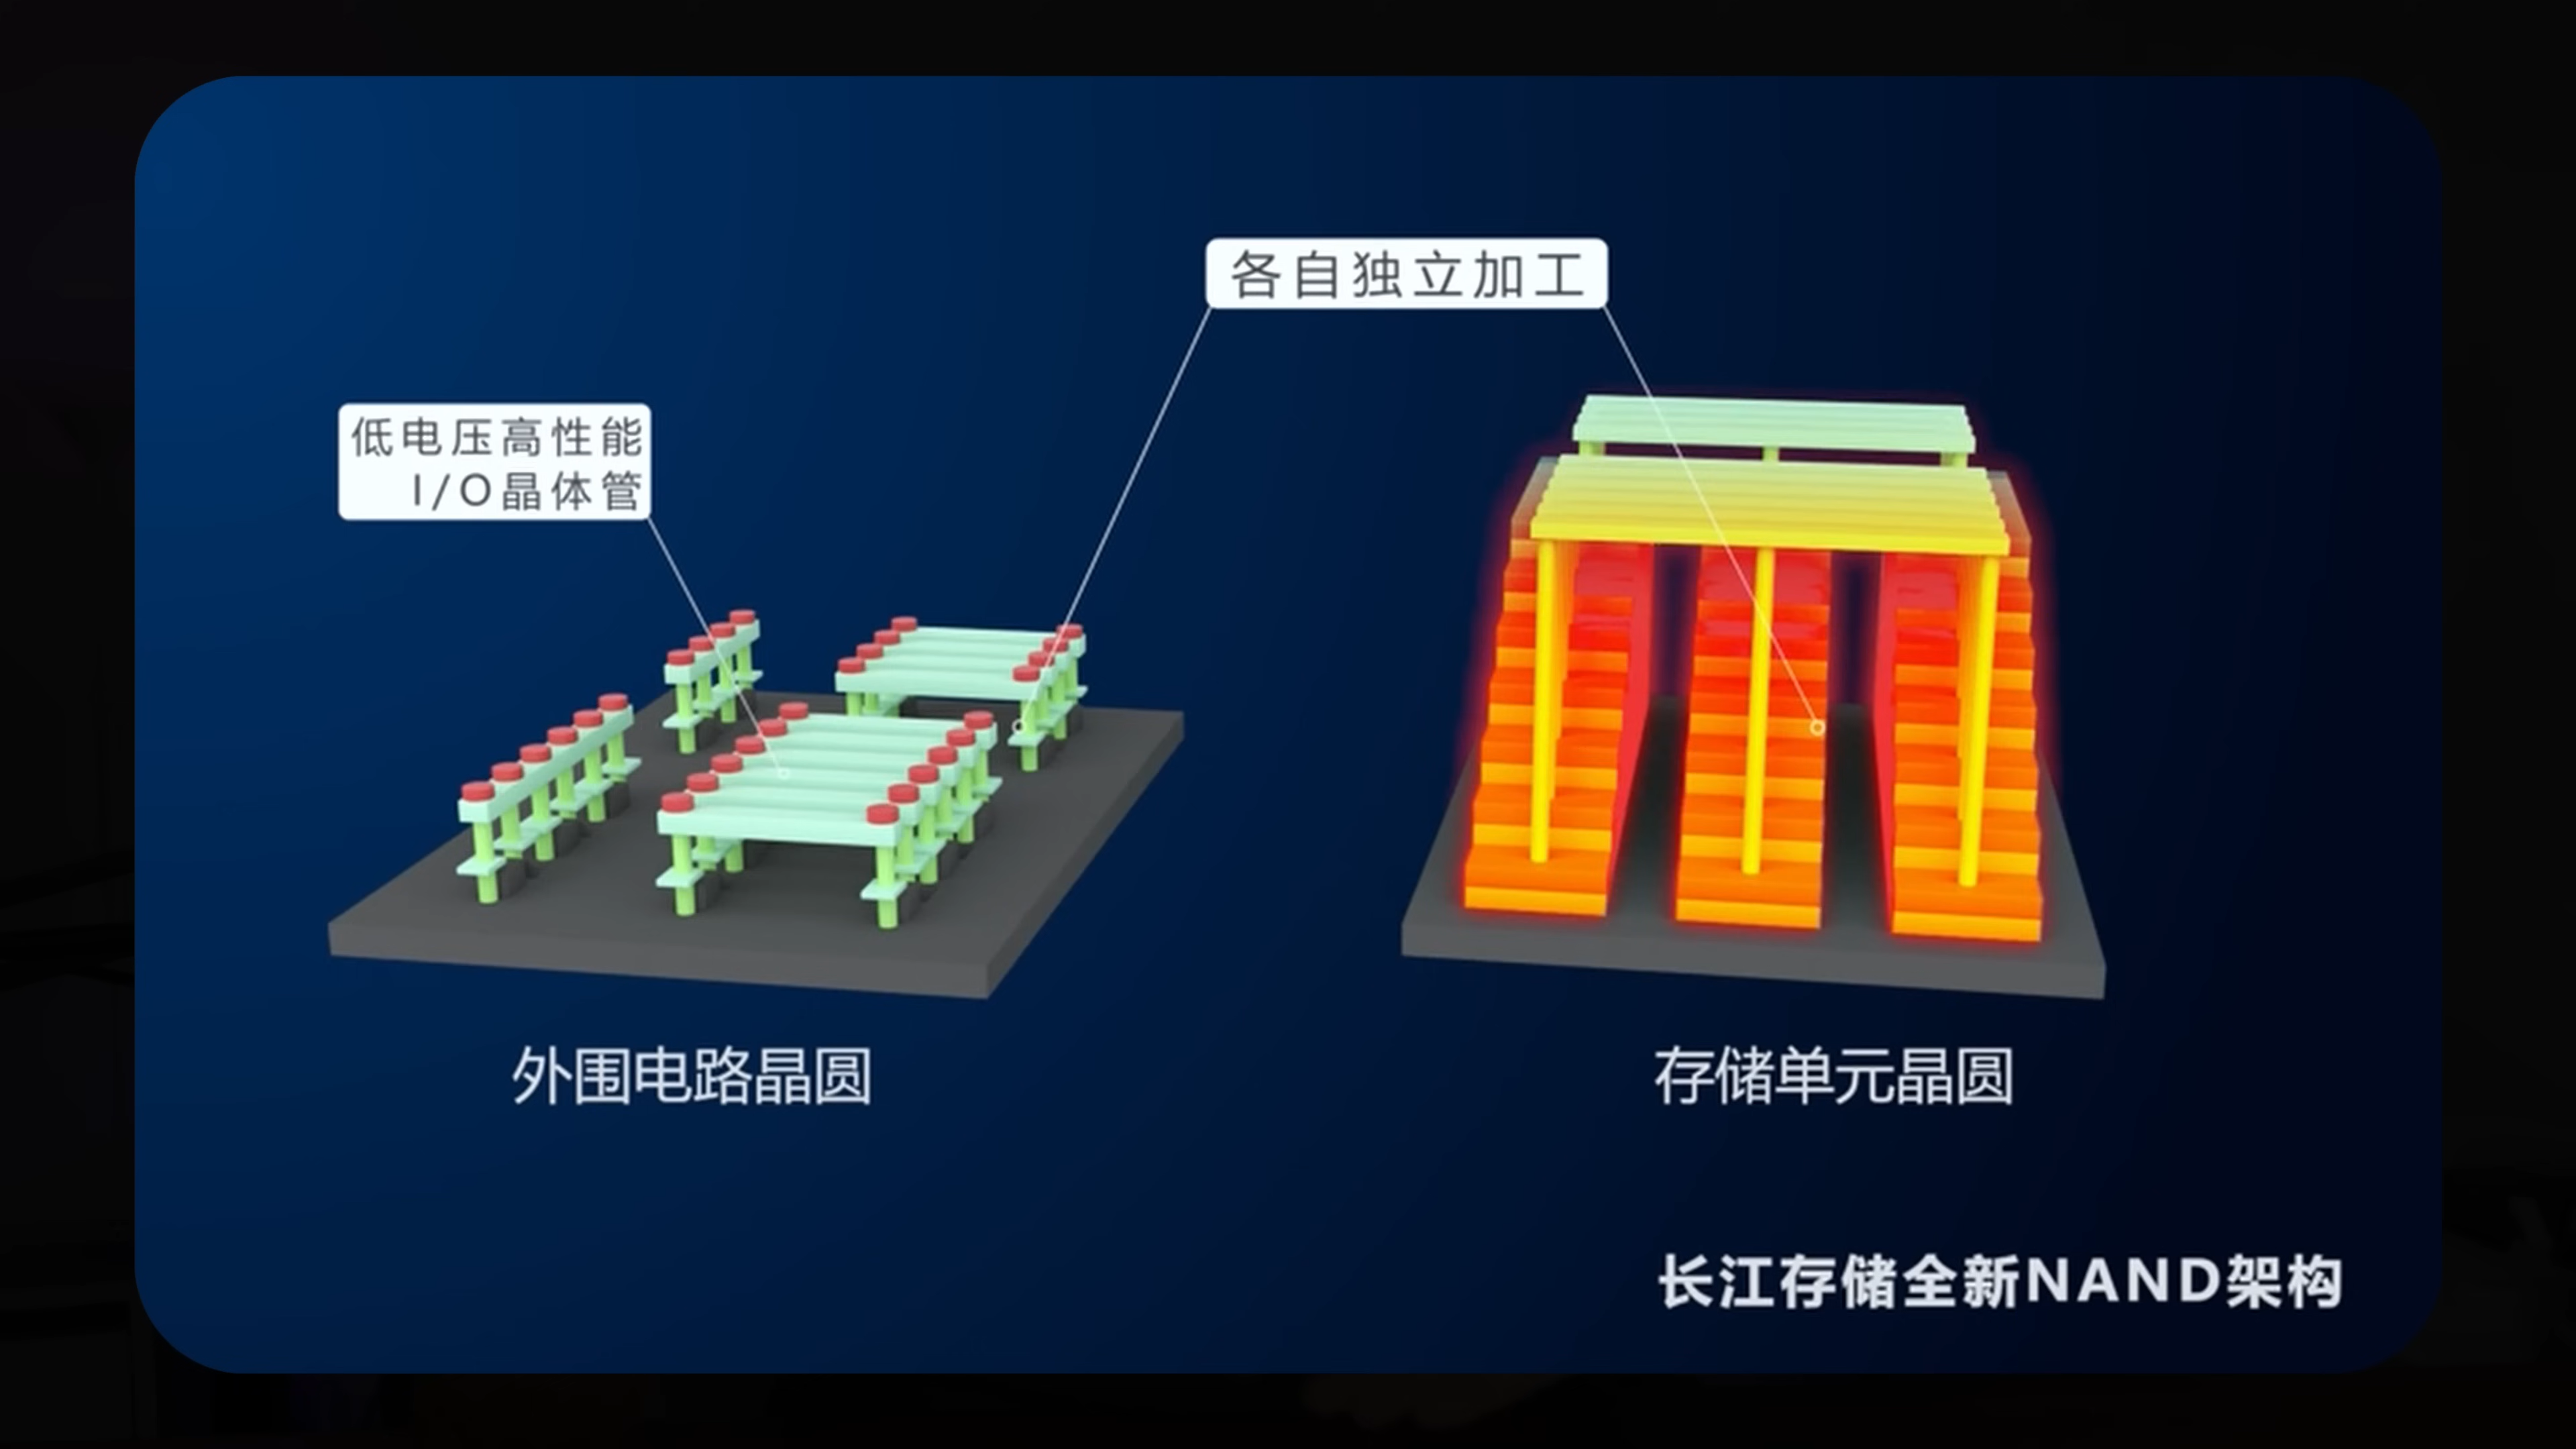 各自独立加工
低电压高性能
I/O晶体管
外围电路晶圆
存储单元晶圆
长江存储全新NAND架构